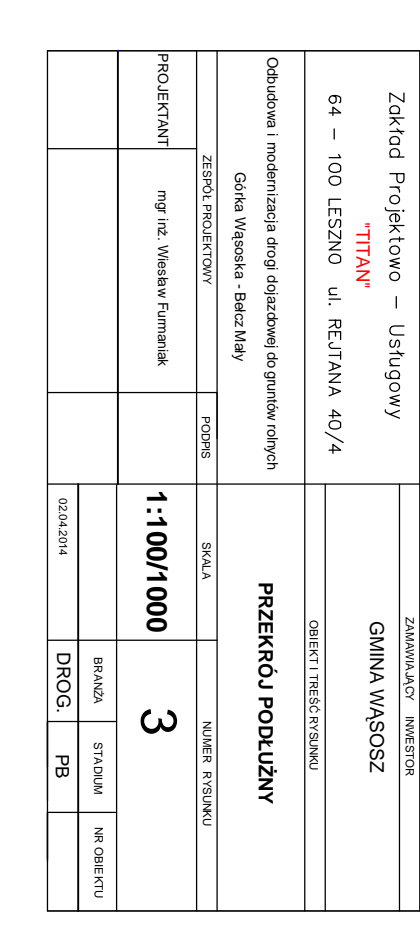 Zakład Projektowo – Usługowy
"TITAN"
64 – 100 LESZNO ul. REJTANA 40/4
ZAMAWIAJĄCY INWESTOR
GMINA WĄSOSZ
Odbudowa i modernizacja drogi dojazdowej do gruntów rolnych
Górka Wąsoska - Bełcz Mały
OBIEKT I TREŚĆ RYSUNKU
PRZEKRÓJ PODŁUŻNY
ZESPÓŁ PROJEKTOWY
PODPIS
SKALA
NUMER RYSUNKU
PROJEKTANT
mgr inż. Wiesław Furmaniak
1:100/1000
3
BRANŻA
STADIUM
NR OBIEKTU
02.04.2014
DROG.
PB